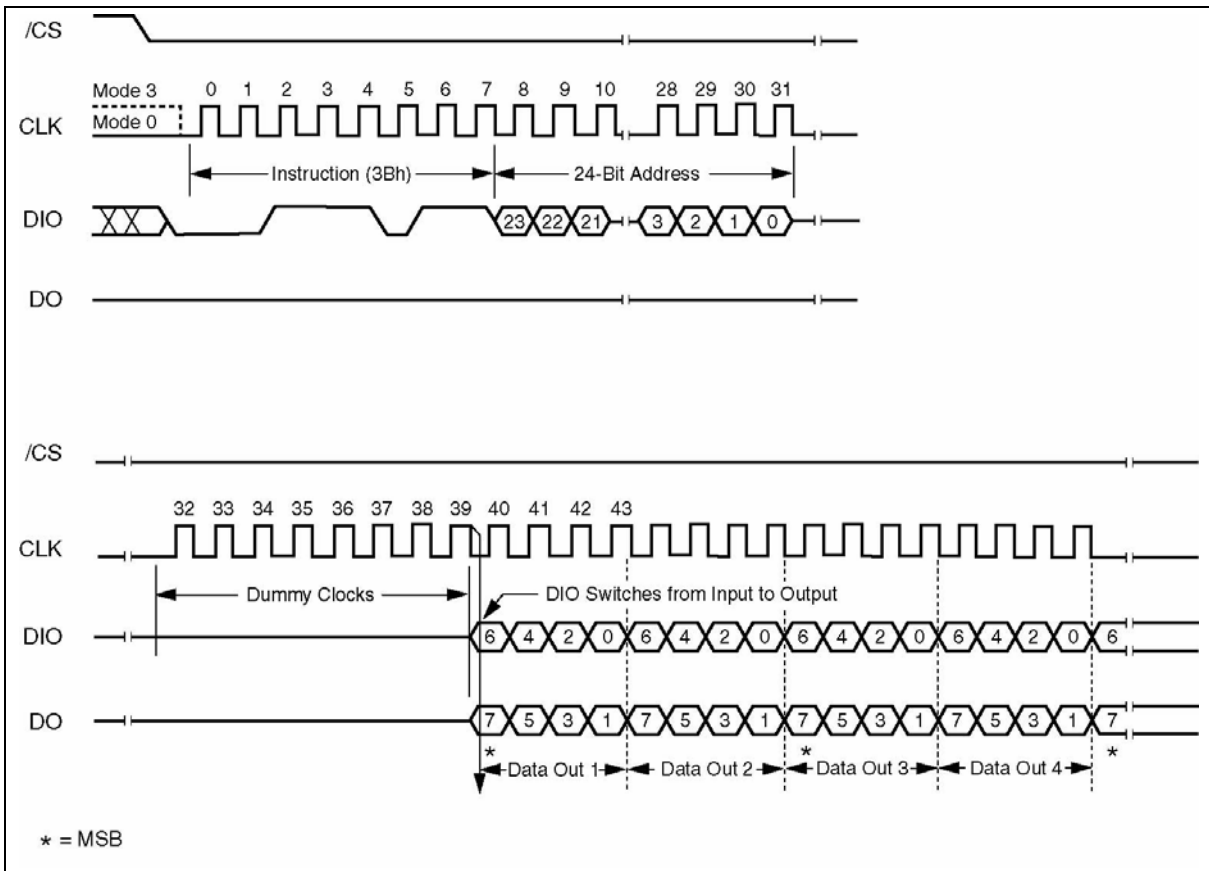 /CS
Mode 3 0 1 2 3 4 5 6 7 8 9 10 28 29 30 31
CLK Mode 0
Instruction (3Bh) 24-Bit Address
DIO 23 22 21 3 2 1 0
DO
/CS
32 33 34 35 36 37 38 39 40 41 42 43
CLK
Dummy Clocks DIO Switches from Input to Output
DIO 6 4 2 0 6 4 2 0 6 4 2 0 6 4 2 0 6
DO 7 5 3 1 7 5 3 1 7 5 3 1 7 5 3 1 7
* * *
Data Out 1 Data Out 2 Data Out 3 Data Out 4
* = MSB